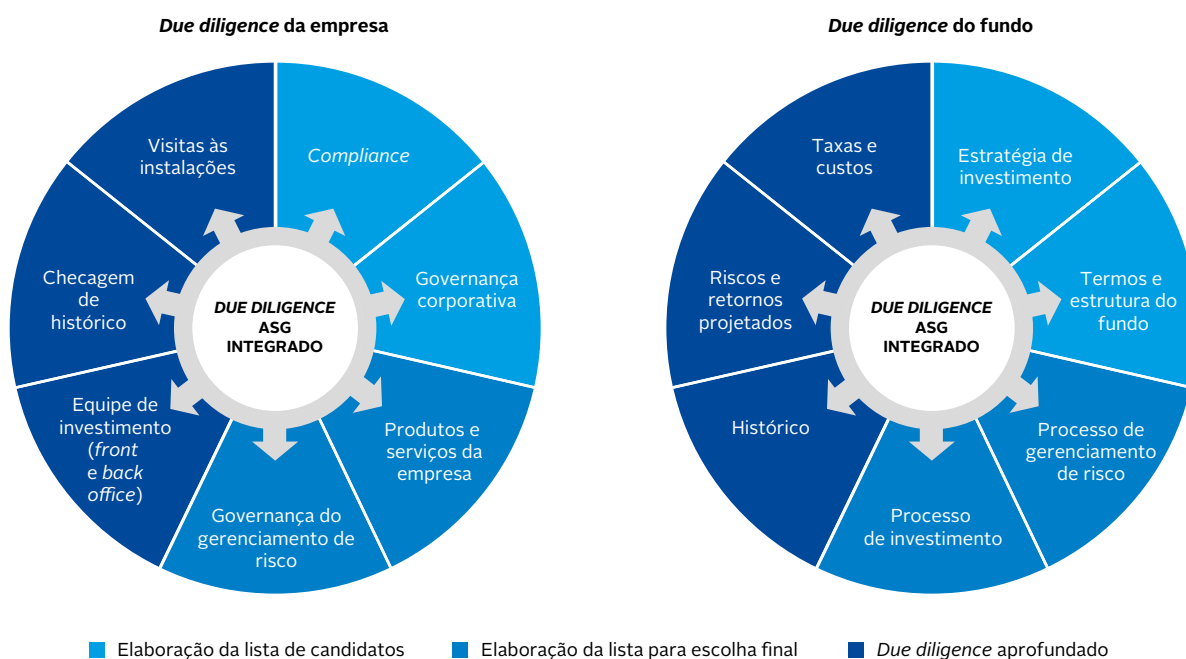 Due diligence da empresa
Visitas às
instalações
Compliance
Checagem
de
histórico
Governança
corporativa
DUE DILIGENCE
ASG
INTEGRADO
Equipe de
investimento
(front
e back
office)
Produtos e
serviços da
empresa
Governança do
gerenciamento de
risco
Due diligence do fundo
Taxas e
custos
Estratégia de
investimento
Riscos e
retornos
projetados
Termos e
estrutura do
fundo
DUE DILIGENCE
ASG
INTEGRADO
Histórico
Processo de
gerenciamento
de risco
Processo
de investimento
Elaboração da lista de candidatos
Elaboração da lista para escolha final
Due diligence aprofundado